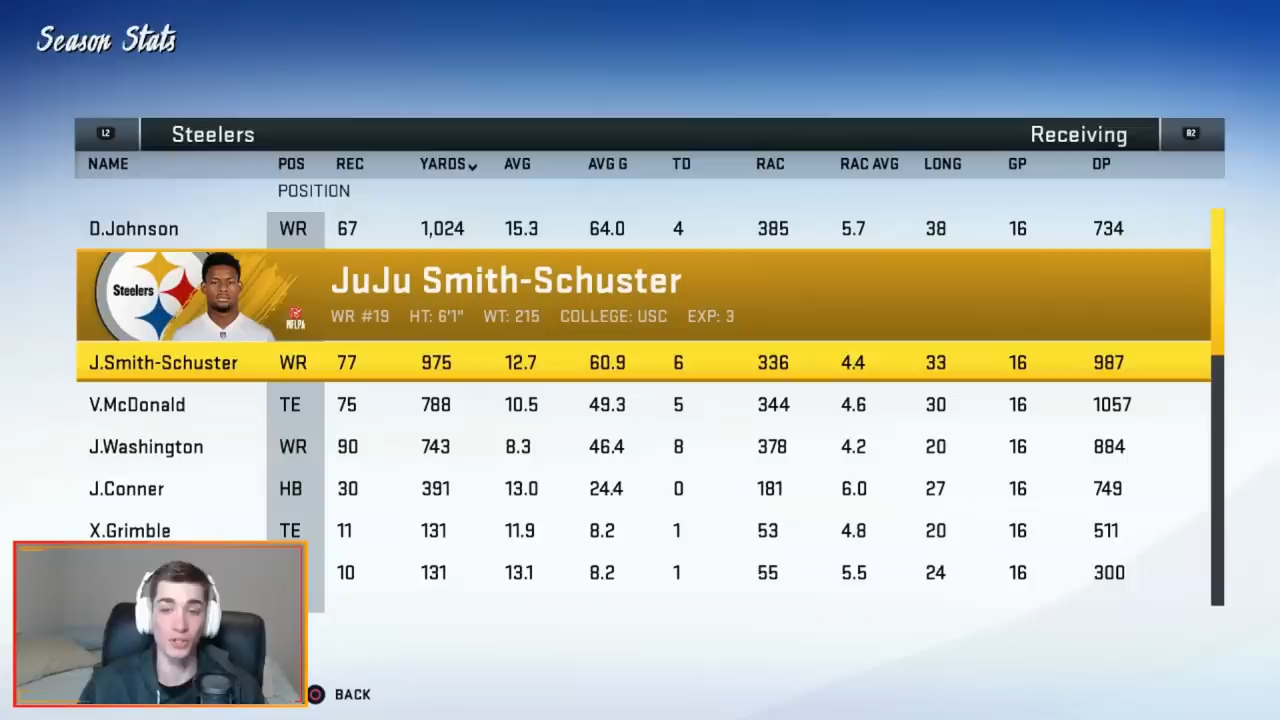 Season Stats
L2 Steelers Receiving R2
NAME POS REC YARDS AVG AVG G TD RAC RAC AVG LONG GP DP
POSITION
D.Johnson WR 67 1,024 15.3 64.0 4 385 5.7 38 16 734
Steelers
NFLPA
JuJu Smith-Schuster
WR #19 HT: 6'1" WT: 215 COLLEGE: USC EXP: 3
J.Smith-Schuster WR 77 975 12.7 60.9 6 336 4.4 33 16 987
V.McDonald TE 75 788 10.5 49.3 5 344 4.6 30 16 1057
J.Washington WR 90 743 8.3 46.4 8 378 4.2 20 16 884
J.Conner HB 30 391 13.0 24.4 0 181 6.0 27 16 749
X.Grimble TE 11 131 11.9 8.2 1 53 4.8 20 16 511
10 131 13.1 8.2 1 55 5.5 24 16 300
BACK